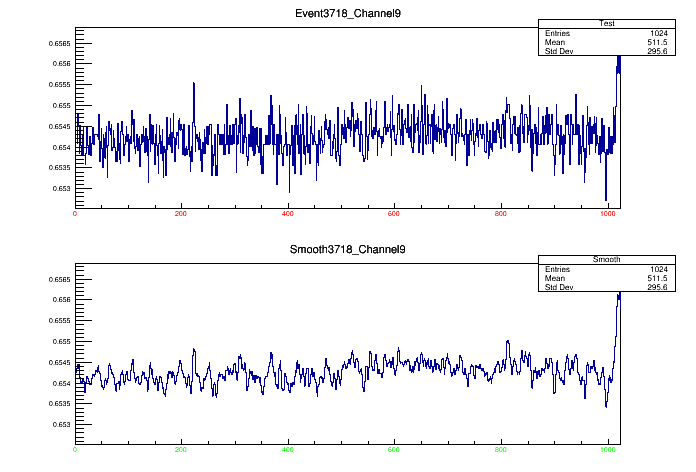 Event3718_Channel9
Test
Entries 1024
Mean 511.5
Std Dev 295.6
0.6565
0.656
0.6555
0.655
0.6545
0.654
0.6535
0.653
0 200 400 600 800 1000
Smooth3718_Channel9
Smooth
Entries 1024
Mean 511.5
Std Dev 295.6
0.6565
0.656
0.6555
0.655
0.6545
0.654
0.6535
0.653
0 200 400 600 800 1000